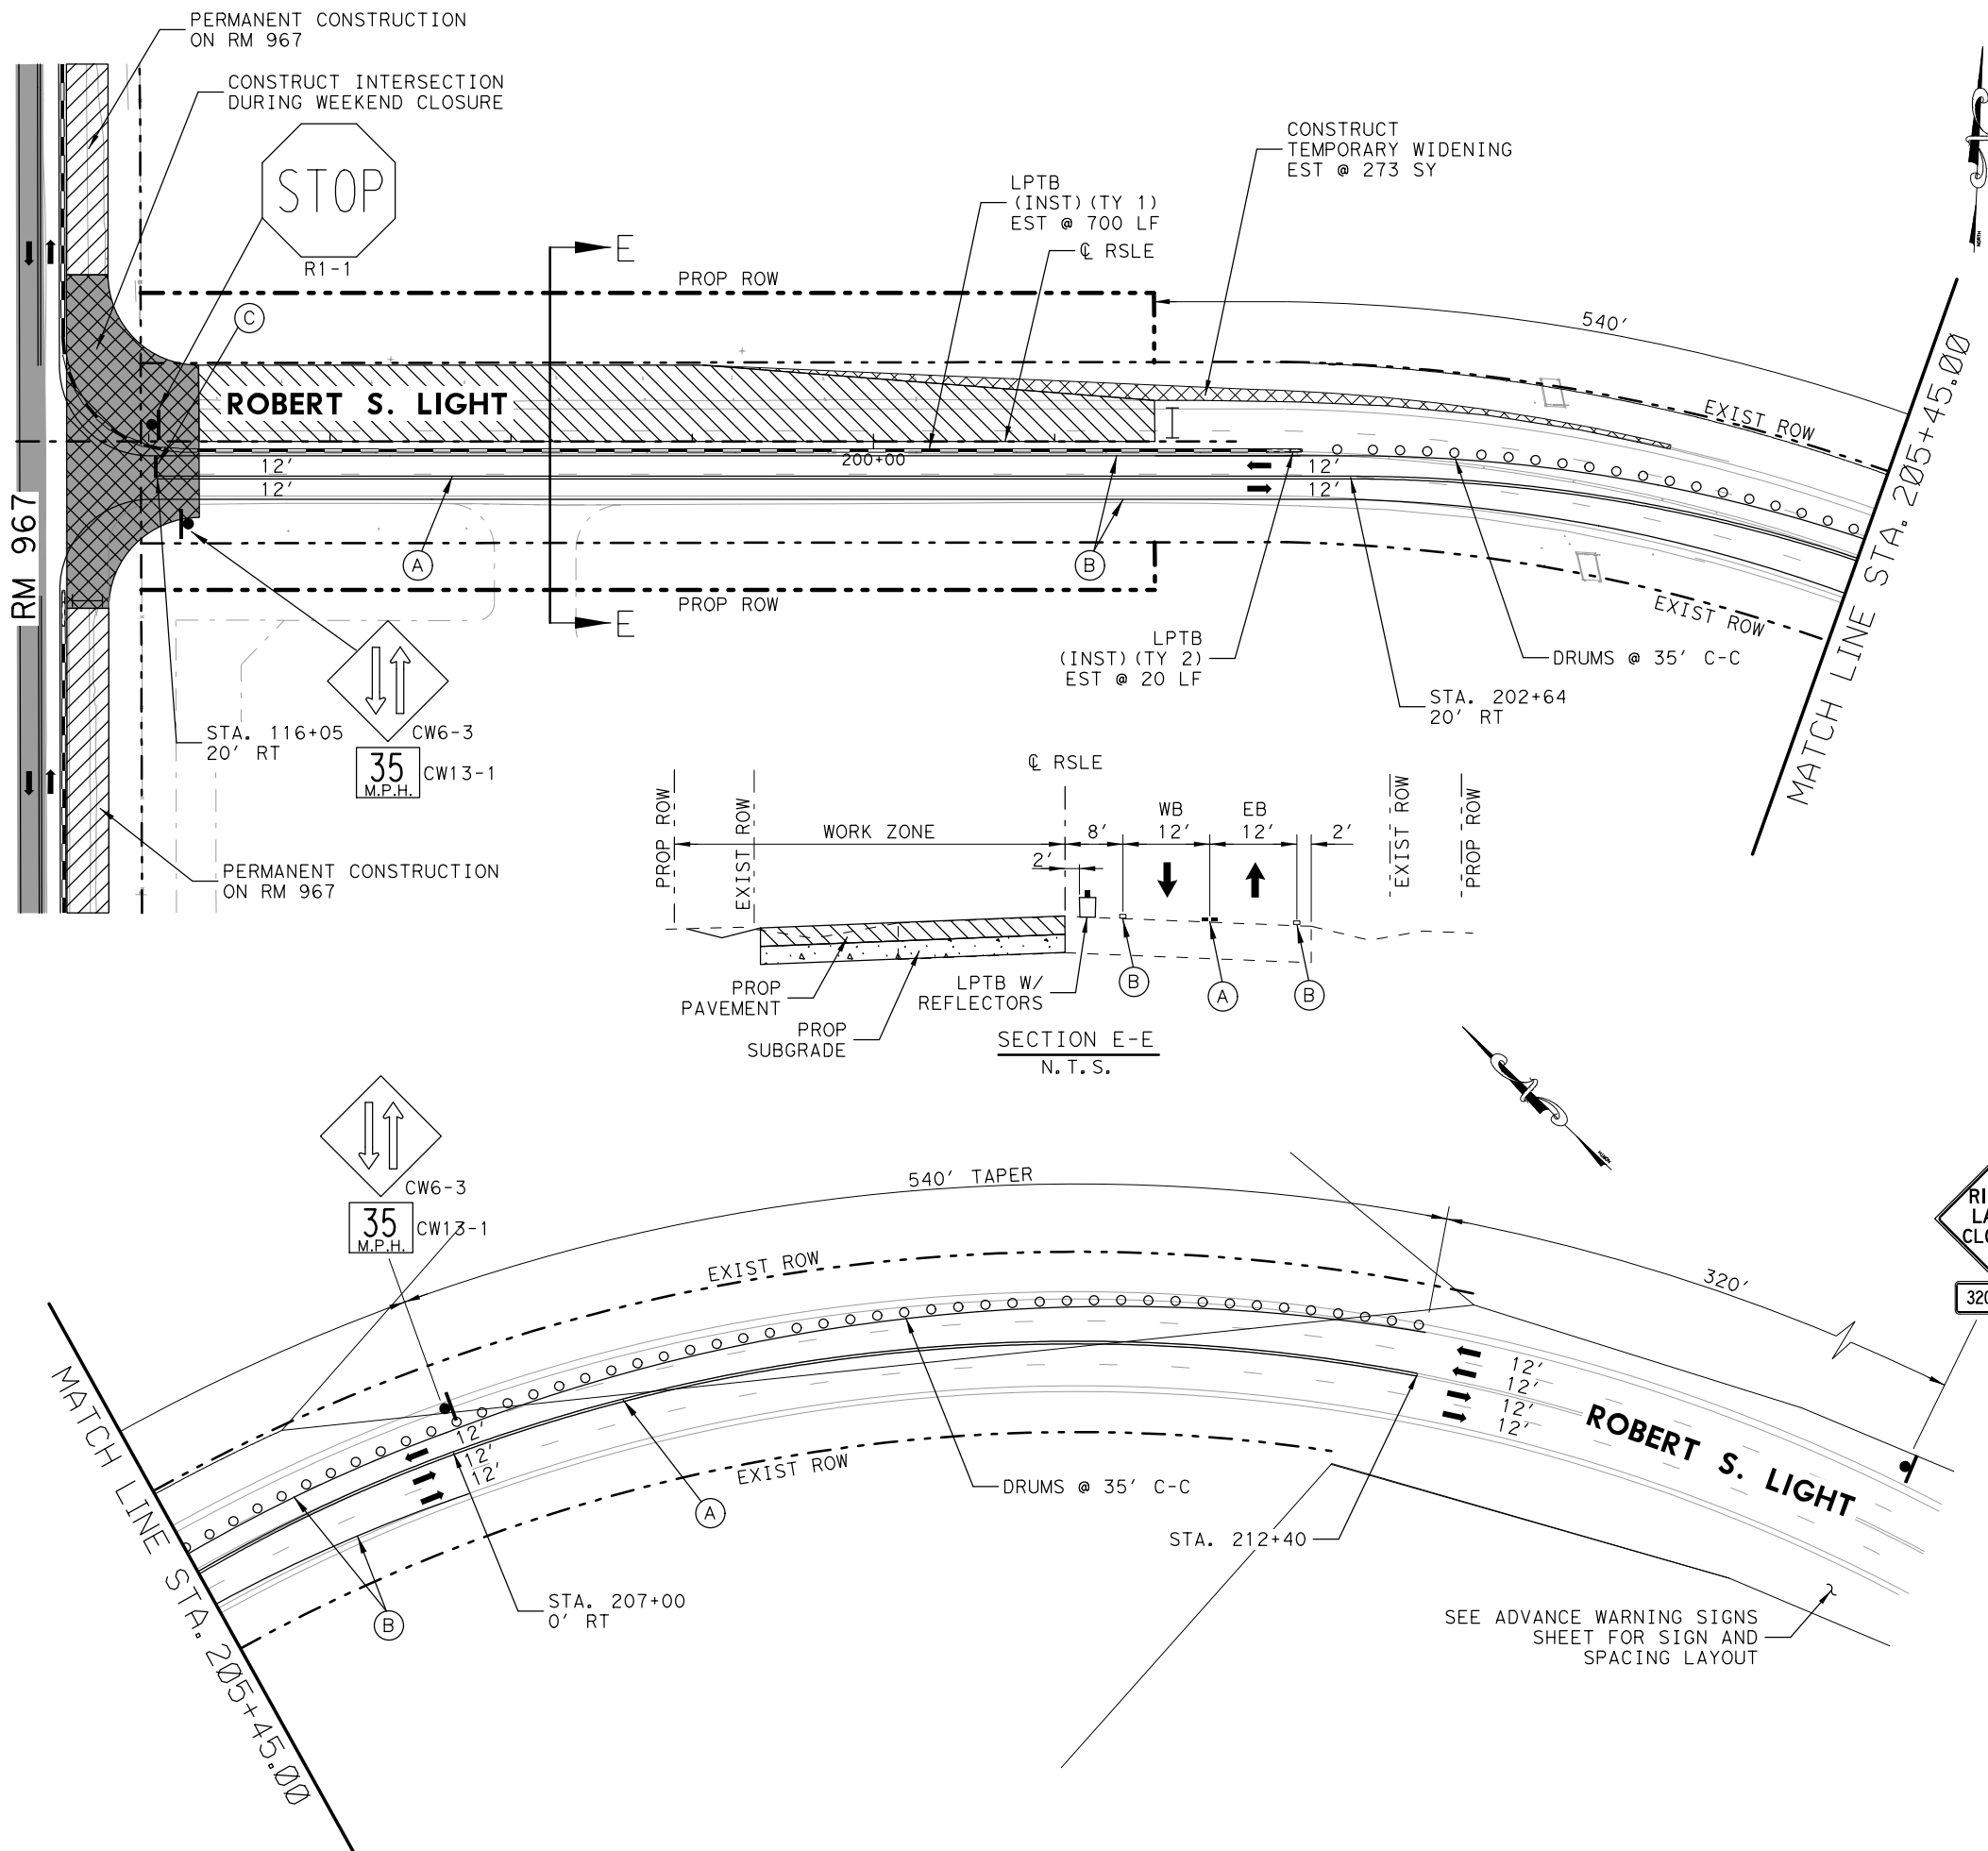 PERMANENT CONSTRUCTION
ON RM 967
CONSTRUCT INTERSECTION
DURING WEEKEND CLOSURE
STOP
R1-1
C
CONSTRUCT
TEMPORARY WIDENING
EST @ 273 SY
LPTB
(INST)(TY 1)
EST @ 700 LF
℄ RSLE
E
PROP ROW
540'
NORTH
ROBERT S. LIGHT
EXIST ROW
12'
200+00
12'
12'
12'
A
B
E
PROP ROW
EXIST ROW
RM 967
MATCH LINE STA. 205+45.00
LPTB
(INST)(TY 2)
EST @ 20 LF
DRUMS @ 35' C-C
STA. 202+64
20' RT
STA. 116+05
20' RT
CW6-3
35
M.P.H.
CW13-1
PERMANENT CONSTRUCTION
ON RM 967
℄ RSLE
PROP ROW
EXIST ROW
WORK ZONE
8'
WB
12'
EB
12'
2'
2'
EXIST ROW
PROP ROW
PROP
PAVEMENT
PROP
SUBGRADE
LPTB W/
REFLECTORS
B
A
B
SECTION E-E
N.T.S.
CW6-3
35
M.P.H.
CW13-1
540' TAPER
NORTH
320'
EXIST ROW
MATCH LINE STA. 205+45.00
12'
12'
12'
EXIST ROW
A
B
DRUMS @ 35' C-C
STA. 207+00
0' RT
STA. 212+40
12'
12'
12'
12'
ROBERT S. LIGHT
SEE ADVANCE WARNING SIGNS
SHEET FOR SIGN AND
SPACING LAYOUT
RI
LA
CLO
320